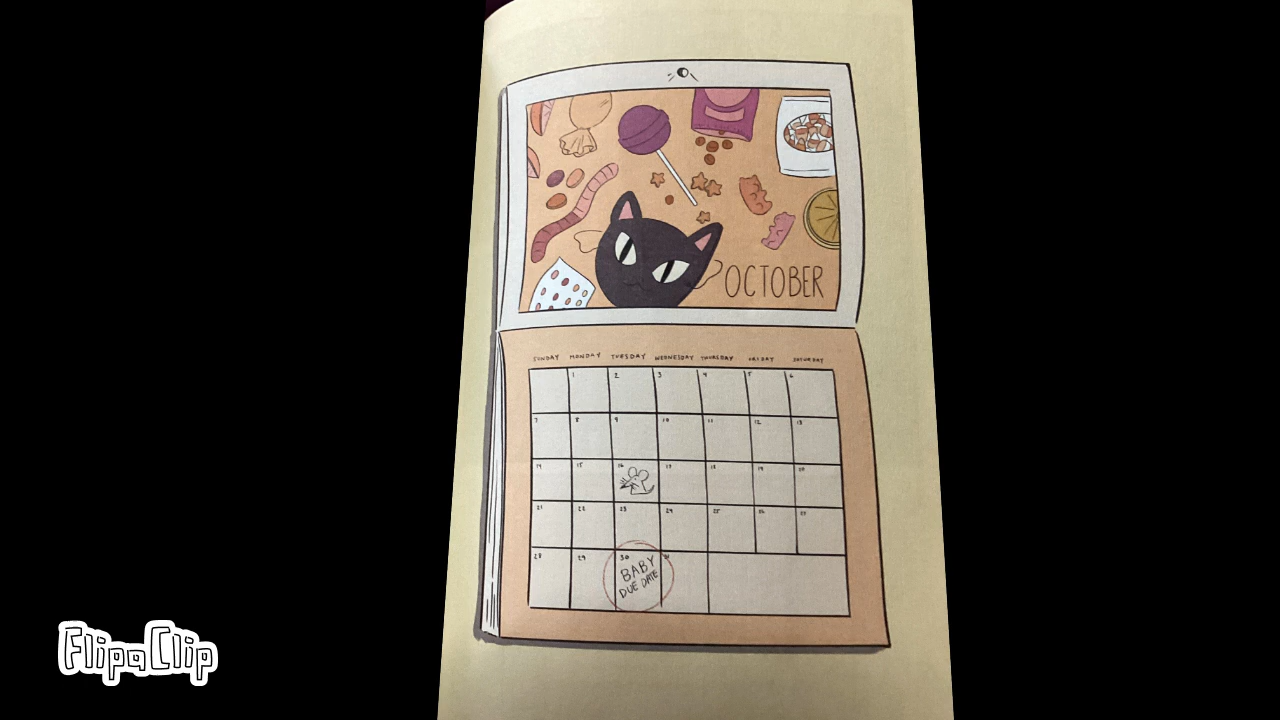 OCTOBER
SUNDAY MONDAY TUESDAY WEDNESDAY THURSDAY FRIDAY SATURDAY
1 2 3 4 5 6
7 8 9 10 11 12 13
14 15 16 17 18 19 20
21 22 23 24 25 26 27
28 29 30 31
BABY
DUE DATE
FlipaClip